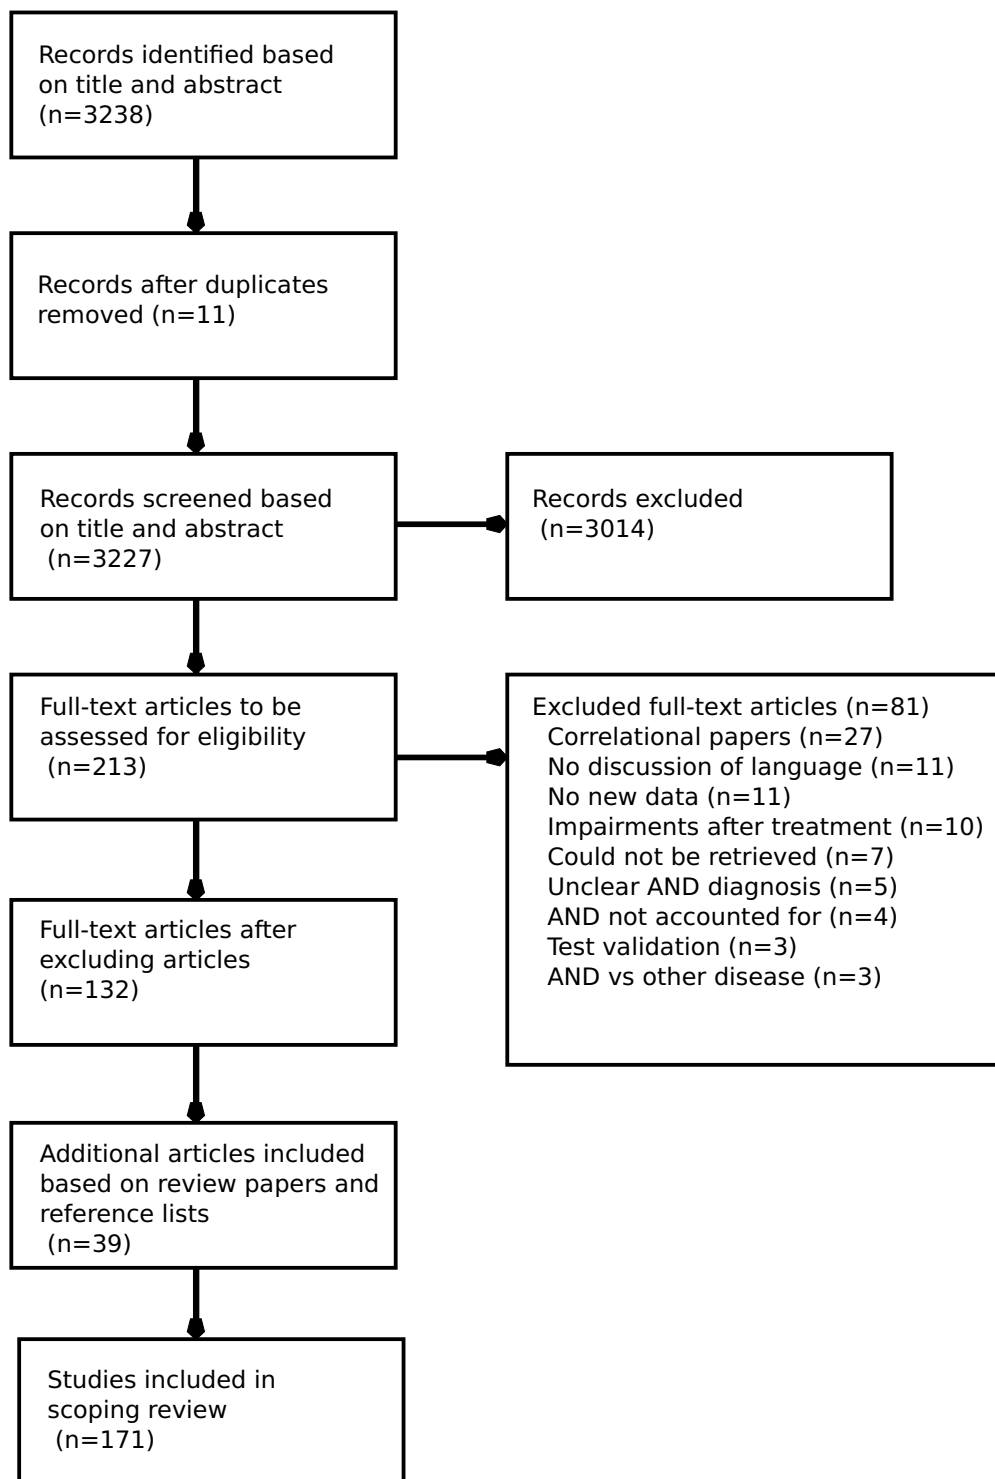 Records identified based
on title and abstract
(n=3238)
Records after duplicates
removed (n=11)
Records screened based
on title and abstract
(n=3227)
Records excluded
(n=3014)
Full-text articles to be
assessed for eligibility
(n=213)
Excluded full-text articles (n=81)
Correlational papers (n=27)
No discussion of language (n=11)
No new data (n=11)
Impairments after treatment (n=10)
Could not be retrieved (n=7)
Unclear AND diagnosis (n=5)
AND not accounted for (n=4)
Test validation (n=3)
AND vs other disease (n=3)
Full-text articles after
excluding articles
(n=132)
Additional articles included
based on review papers and
reference lists
(n=39)
Studies included in
scoping review
(n=171)